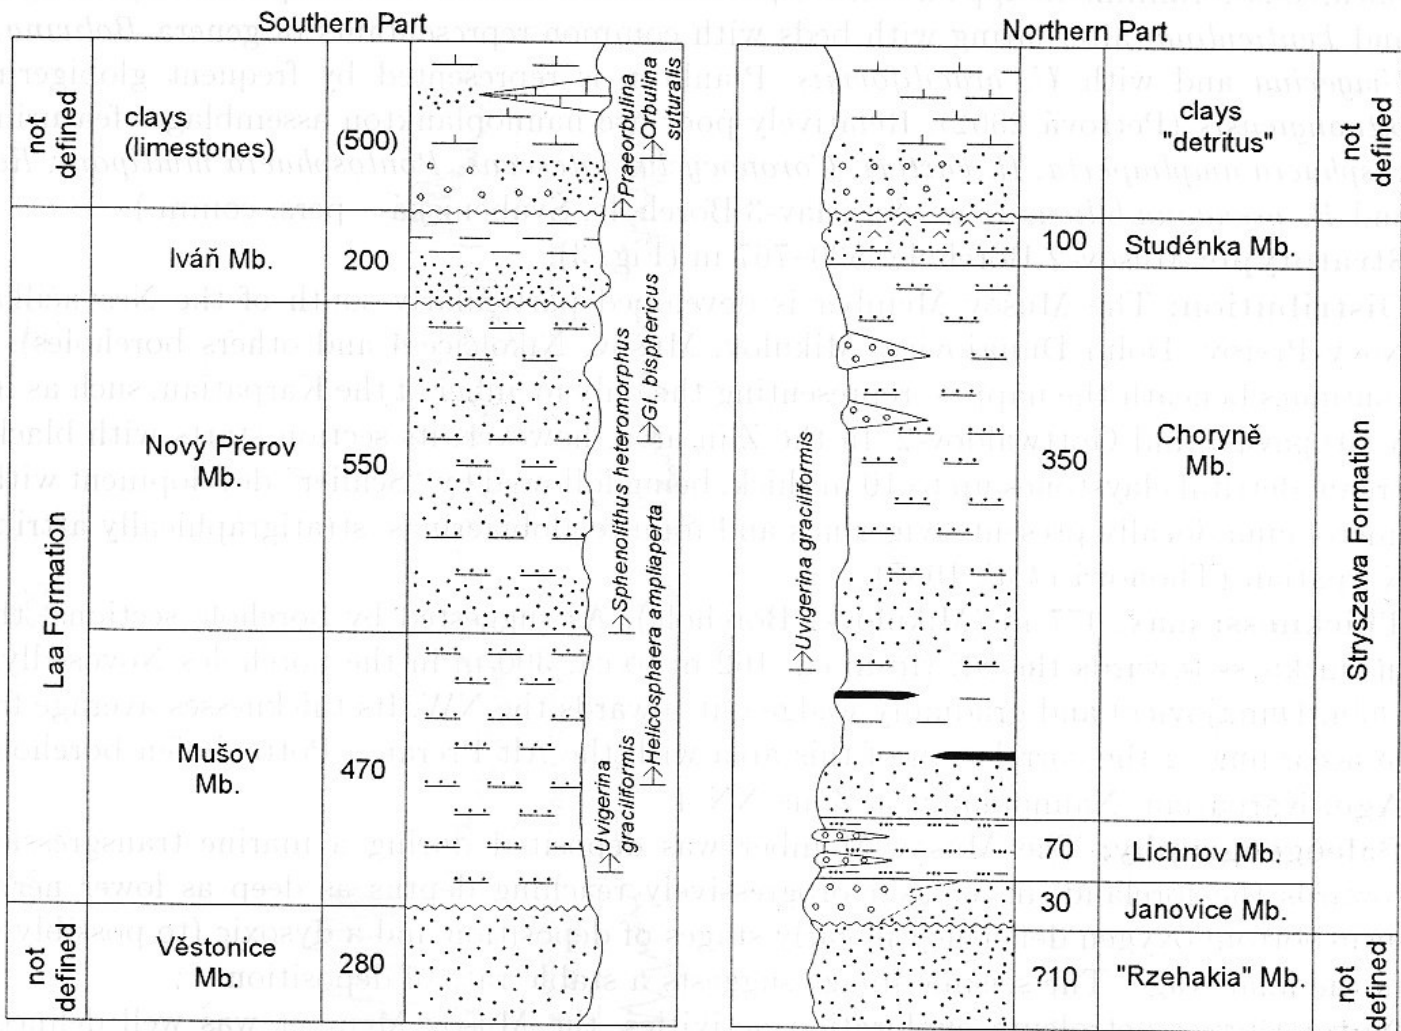 Southern Part
not
defined
clays
(limestones)
(500)
Praeorbulina
Orbulina
suturalis
Iváň Mb.
200
Laa Formation
Nový Přerov
Mb.
550
Sphenolithus heteromorphus
Gl. bisphericus
Mušov
Mb.
470
Uvigerina
graciliformis
Helicosphaera ampliaperta
not
defined
Věstonice
Mb.
280
Northern Part
clays
"detritus"
not
defined
100
Studénka Mb.
Uvigerina graciliformis
350
Choryně
Mb.
Stryszawa Formation
70
Lichnov Mb.
30
Janovice Mb.
?10
"Rzehakia" Mb.
not
defined